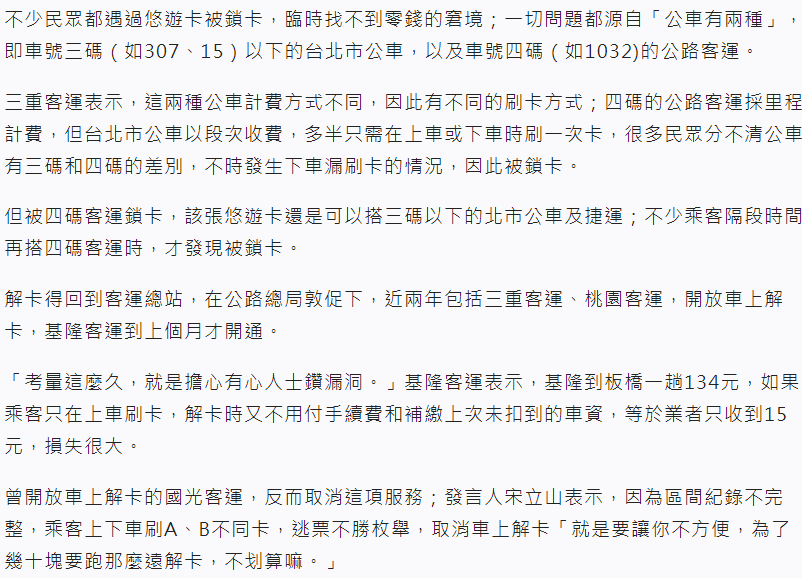 不少民眾都遇過悠遊卡被鎖卡，臨時找不到零錢的窘境；一切問題都源自「公車有兩種」，
即車號三碼（如307、15）以下的台北市公車，以及車號四碼（如1032)的公路客運。
三重客運表示，這兩種公車計費方式不同，因此有不同的刷卡方式；四碼的公路客運採里程
計費，但台北市公車以段次收費，多半只需在上車或下車時刷一次卡，很多民眾分不清公車
有三碼和四碼的差別，不時發生下車漏刷卡的情況，因此被鎖卡。
但被四碼客運鎖卡，該張悠遊卡還是可以搭三碼以下的北市公車及捷運；不少乘客隔段時間
再搭四碼客運時，才發現被鎖卡。
解卡得回到客運總站，在公路總局敦促下，近兩年包括三重客運、桃園客運，開放車上解
卡，基隆客運到上個月才開通。
「考量這麼久，就是擔心有心人士鑽漏洞。」基隆客運表示，基隆到板橋一趟134元，如果
乘客只在上車刷卡，解卡時又不用付手續費和補繳上次未扣到的車資，等於業者只收到15
元，損失很大。
曾開放車上解卡的國光客運，反而取消這項服務；發言人宋立山表示，因為區間紀錄不完
整，乘客上下車刷A、B不同卡，逃票不勝枚舉，取消車上解卡「就是要讓你不方便，為了
幾十塊要跑那麼遠解卡，不划算嘛。」